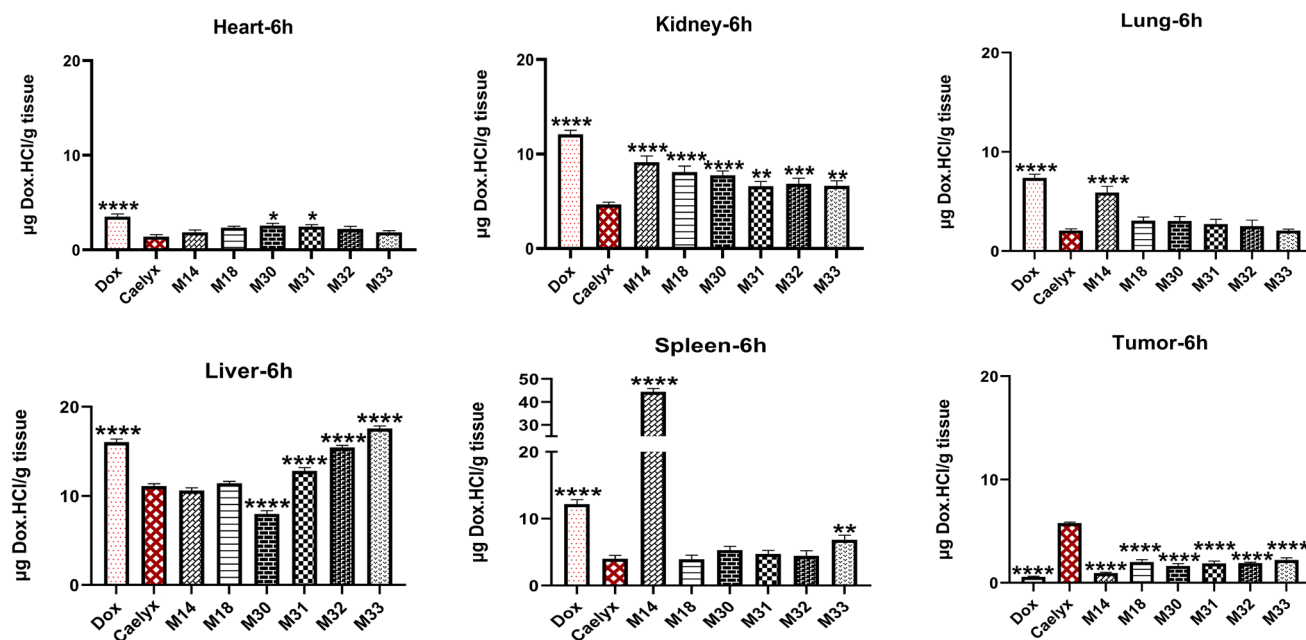 Heart-6h
µg Dox.HCl/g tissue
20
10
0
****
*
*
Dox
Caelyx
M14
M18
M30
M31
M32
M33
Kidney-6h
µg Dox.HCl/g tissue
20
10
0
****
****
****
****
**
***
**
Dox
Caelyx
M14
M18
M30
M31
M32
M33
Lung-6h
µg Dox.HCl/g tissue
20
10
0
****
****
Dox
Caelyx
M14
M18
M30
M31
M32
M33
Liver-6h
µg Dox.HCl/g tissue
20
10
0
****
****
****
****
****
Dox
Caelyx
M14
M18
M30
M31
M32
M33
Spleen-6h
µg Dox.HCl/g tissue
50
40
30
20
10
0
****
****
**
Dox
Caelyx
M14
M18
M30
M31
M32
M33
Tumor-6h
µg Dox.HCl/g tissue
20
10
0
****
****
****
****
****
****
****
Dox
Caelyx
M14
M18
M30
M31
M32
M33